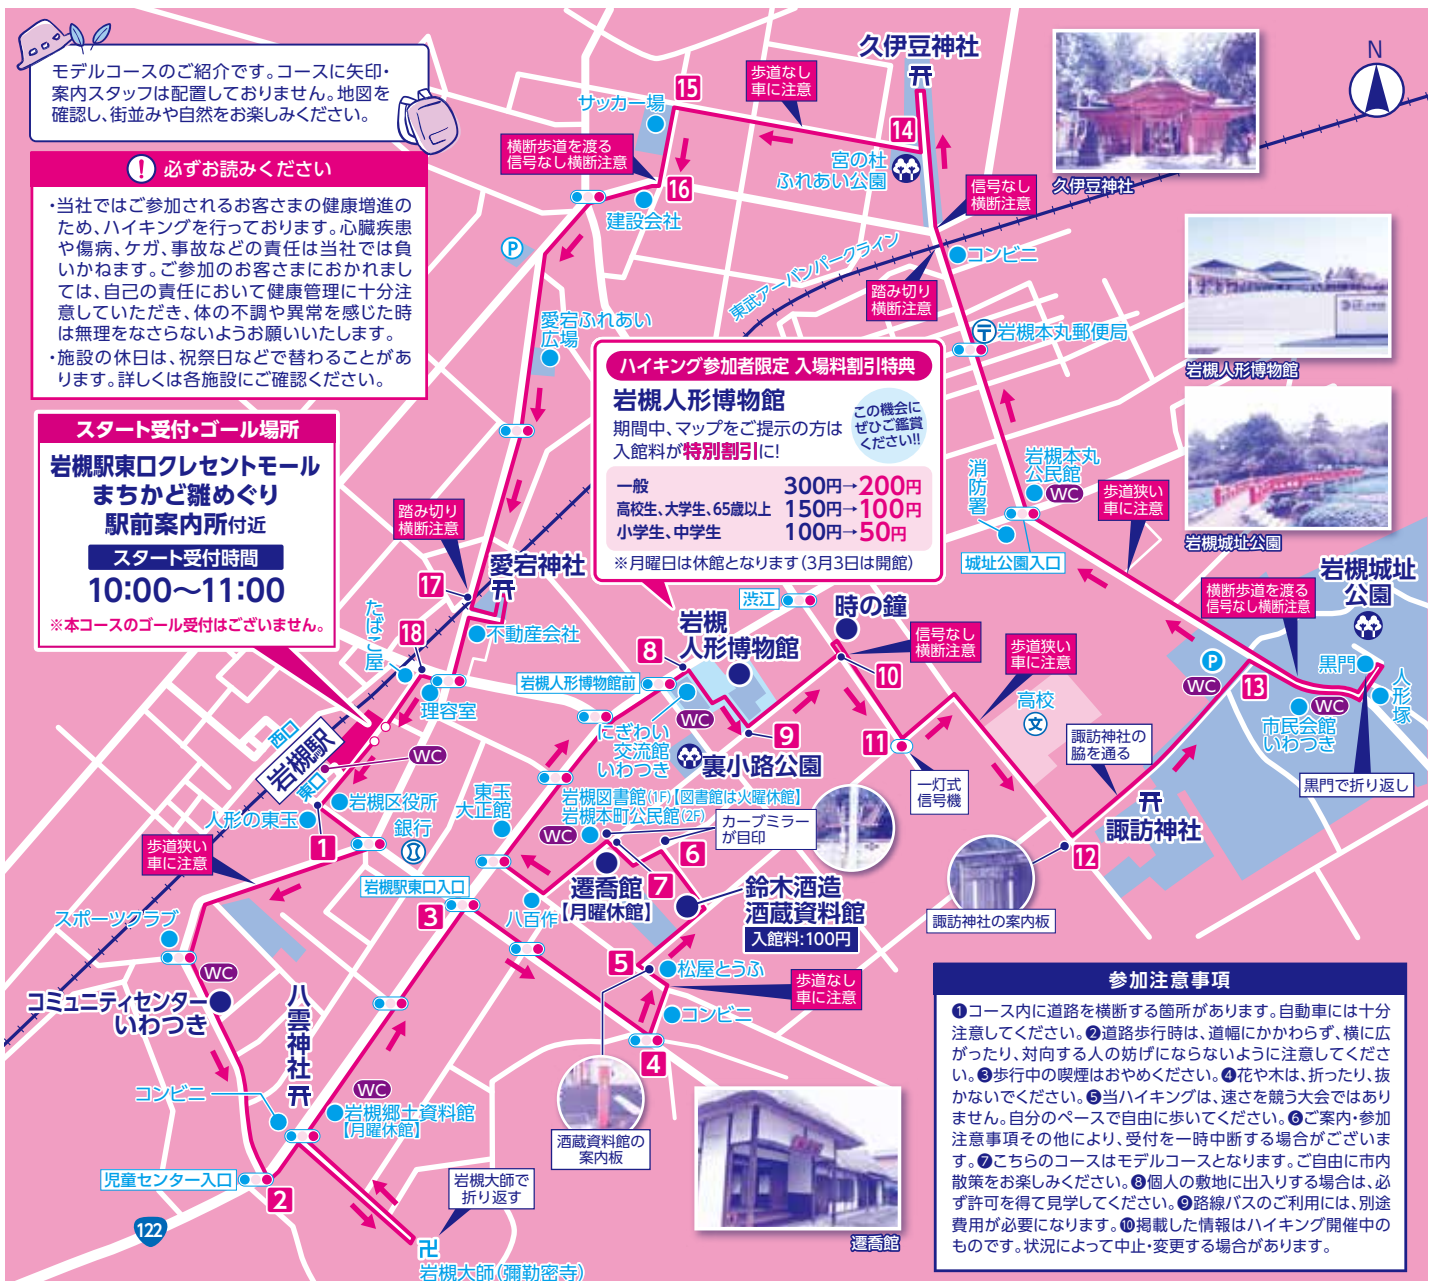 モデルコースのご紹介です。コースに矢印・
案内スタッフは配置しておりません。地図を
確認し、街並みや自然をお楽しみください。
! 必ずお読みください
・当社ではご参加されるお客さまの健康増進の
ため、ハイキングを行っております。心臓疾患
や傷病、ケガ、事故などの責任は当社では負
いかねます。ご参加のお客さまにおかれまし
ては、自己の責任において健康管理に十分注
意していただき、体の不調や異常を感じた時
は無理をなさらないようお願いいたします。
・施設の休日は、祝祭日などで替わることがあ
ります。詳しくは各施設にご確認ください。
スタート受付・ゴール場所
岩槻駅東口クレセントモール
まちかど雛めぐり
駅前案内所付近
スタート受付時間
10:00〜11:00
※本コースのゴール受付はございません。
久伊豆神社
歩道なし
車に注意
15
サッカー場
14
横断歩道を渡る
信号なし横断注意
宮の杜
ふれあい公園
16
建設会社
信号なし
横断注意
N
久伊豆神社
P
コンビニ
東武アーバンパークライン
踏み切り
横断注意
愛宕ふれあい
広場
岩槻本丸郵便局
岩槻人形博物館
ハイキング参加者限定 入場料割引特典
岩槻人形博物館
期間中、マップをご提示の方は
入館料が特別割引に!
この機会に
ぜひご鑑賞
ください!!
一般 300円→200円
高校生、大学生、65歳以上 150円→100円
小学生、中学生 100円→50円
※月曜日は休館となります(3月3日は開館)
岩槻本丸
公民館
WC
消防署
歩道狭い
車に注意
城址公園入口
岩槻城址公園
踏み切り
横断注意
愛宕神社
17
18
たばこ屋
不動産会社
理容室
渋江
時の鐘
岩槻
人形博物館
8
岩槻人形博物館前
信号なし
横断注意
10
歩道狭い
車に注意
横断歩道を渡る
信号なし横断注意
岩槻城址
公園
黒門
人形塚
P
WC
13
WC
市民会館
いわつき
黒門で折り返し
高校
文
11
諏訪神社の
脇を通る
一灯式
信号機
諏訪神社
12
諏訪神社の案内板
WC
にぎわい
交流館
いわつき
9
裏小路公園
西口
岩槻駅
東口
WC
岩槻区役所
人形の東玉
1
銀行
歩道狭い
車に注意
東玉
大正館
岩槻図書館(1F)【図書館は火曜休館】
岩槻本町公民館(2F)
WC
カーブミラー
が目印
6
7
遷喬館
【月曜休館】
八百作
鈴木酒造
酒蔵資料館
入館料:100円
岩槻駅東口入口
3
スポーツクラブ
WC
コミュニティセンター
いわつき
5
松屋とうふ
歩道なし
車に注意
コンビニ
4
八雲神社
WC
コンビニ
岩槻郷土資料館
【月曜休館】
酒蔵資料館の
案内板
児童センター入口
2
岩槻大師で
折り返す
122
卍
岩槻大師(彌勒密寺)
遷喬館
参加注意事項
❶コース内に道路を横断する箇所があります。自動車には十分
注意してください。❷道路歩行時は、道幅にかかわらず、横に広
がったり、対向する人の妨げにならないように注意してくださ
い。❸歩行中の喫煙はおやめください。❹花や木は、折ったり、抜
かないでください。❺当ハイキングは、速さを競う大会ではあり
ません。自分のペースで自由に歩いてください。❻ご案内・参加
注意事項その他により、受付を一時中断する場合がございま
す。❼こちらのコースはモデルコースとなります。ご自由に市内
散策をお楽しみください。❽個人の敷地に出入りする場合は、必
ず許可を得て見学してください。❾路線バスのご利用には、別途
費用が必要になります。❿掲載した情報はハイキング開催中の
ものです。状況によって中止・変更する場合があります。